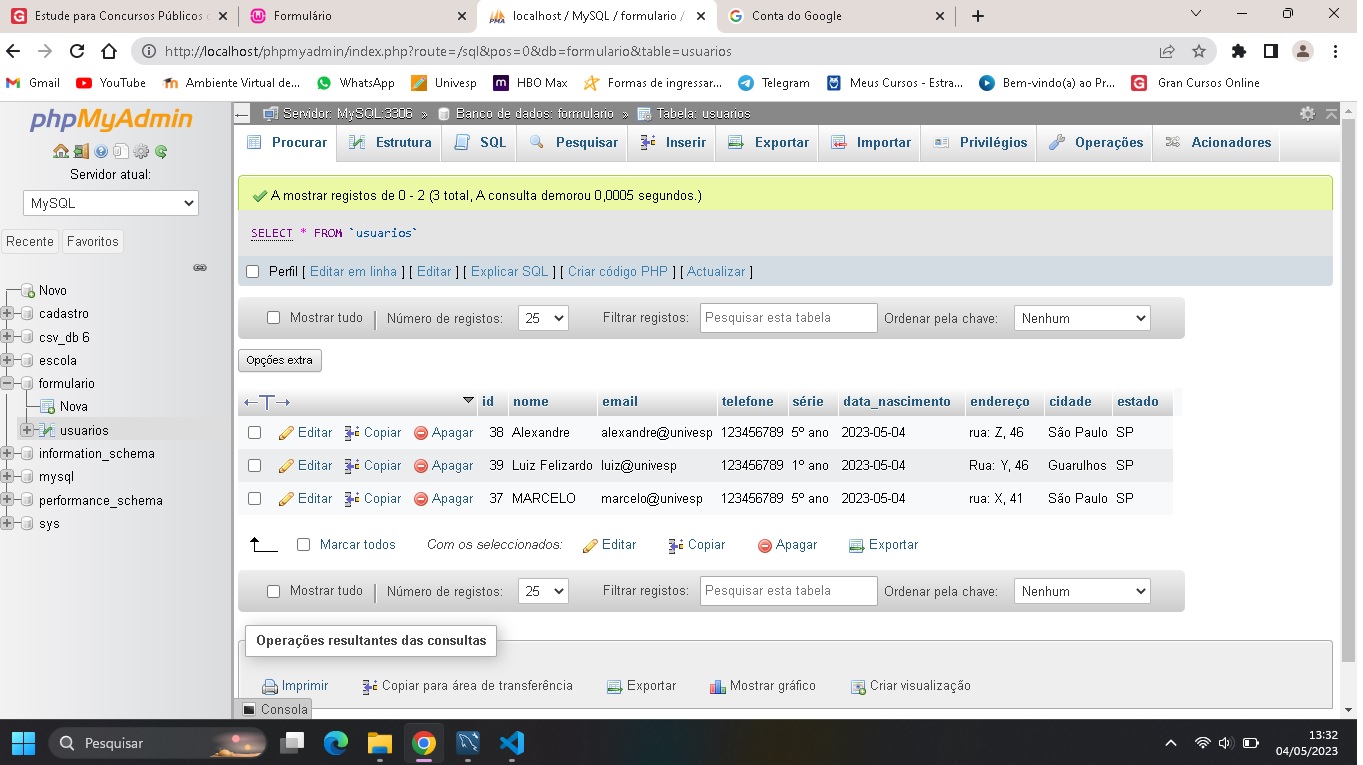 Estude para Concursos Públicos c
Formulário
localhost / MySQL / formulario /
Conta do Google
http://localhost/phpmyadmin/index.php?route=/sql&pos=0&db=formulario&table=usuarios
Gmail YouTube Ambiente Virtual de... WhatsApp Univesp HBO Max Formas de ingressar... Telegram Meus Cursos - Estra... Bem-vindo(a) ao Pr... Gran Cursos Online
phpMyAdmin
Servidor atual:
MySQL
Recente Favoritos
Novo
cadastro
csv_db 6
escola
formulario
Nova
usuarios
information_schema
mysql
performance_schema
sys
Servidor: MySQL:3306 » Banco de dados: formulario » Tabela: usuarios
Procurar Estrutura SQL Pesquisar Inserir Exportar Importar Privilégios Operações Acionadores
A mostrar registos de 0 - 2 (3 total, A consulta demorou 0,0005 segundos.)
SELECT * FROM `usuarios`
Perfil [ Editar em linha ] [ Editar ] [ Explicar SQL ] [ Criar código PHP ] [ Actualizar ]
Mostrar tudo Número de registos: 25 Filtrar registos: Pesquisar esta tabela Ordenar pela chave: Nenhum
Opções extra
←T→ id nome email telefone série data_nascimento endereço cidade estado
Editar Copiar Apagar 38 Alexandre alexandre@univesp 123456789 5º ano 2023-05-04 rua: Z, 46 São Paulo SP
Editar Copiar Apagar 39 Luiz Felizardo luiz@univesp 123456789 1º ano 2023-05-04 Rua: Y, 46 Guarulhos SP
Editar Copiar Apagar 37 MARCELO marcelo@univesp 123456789 5º ano 2023-05-04 rua: X, 41 São Paulo SP
Marcar todos Com os seleccionados: Editar Copiar Apagar Exportar
Mostrar tudo Número de registos: 25 Filtrar registos: Pesquisar esta tabela Ordenar pela chave: Nenhum
Operações resultantes das consultas
Imprimir Copiar para área de transferência Exportar Mostrar gráfico Criar visualização
Consola
Pesquisar
13:32
04/05/2023